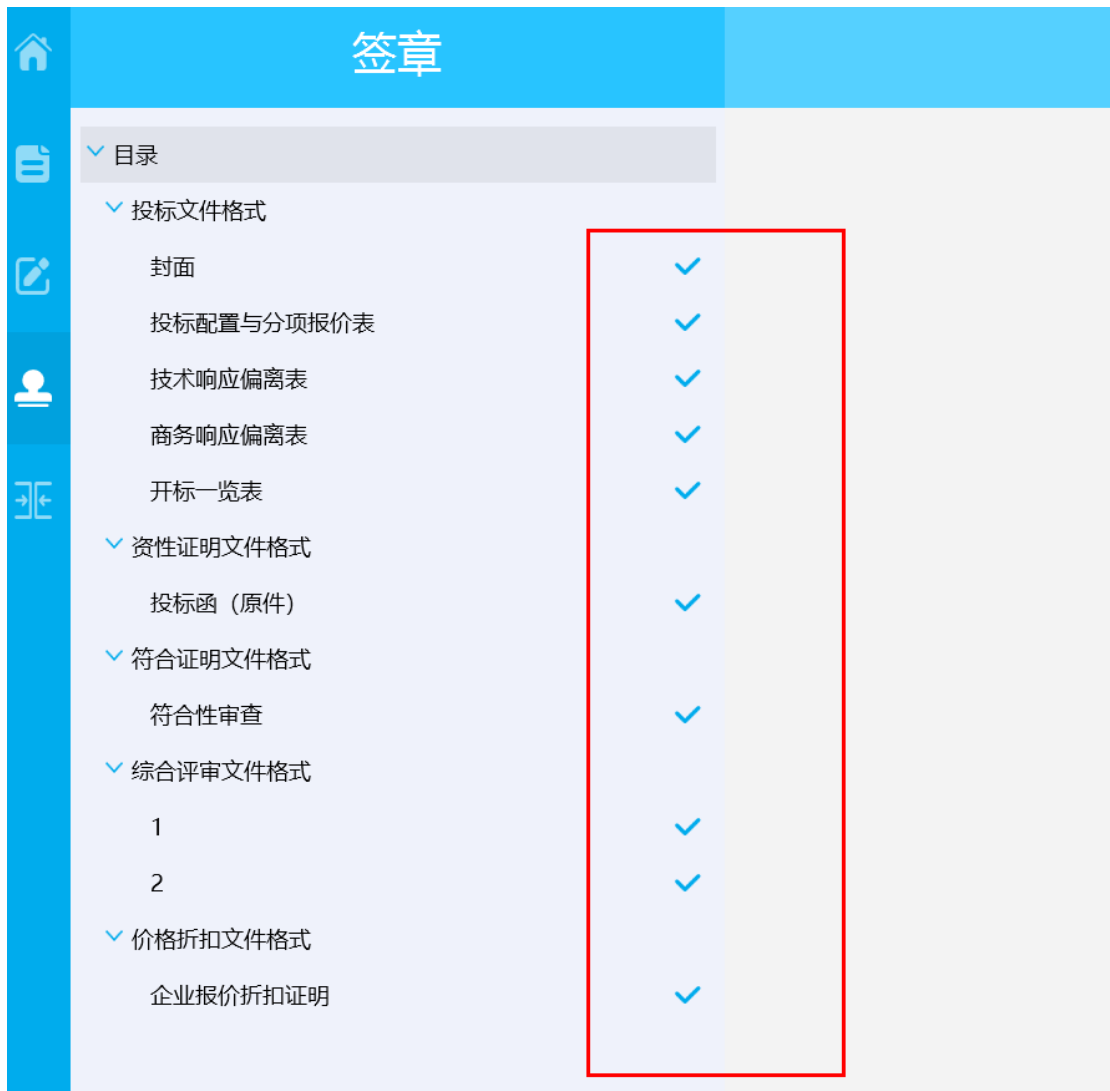 签章
目录
投标文件格式
封面
投标配置与分项报价表
技术响应偏离表
商务响应偏离表
开标一览表
资性证明文件格式
投标函（原件）
符合证明文件格式
符合性审查
综合评审文件格式
1
2
价格折扣文件格式
企业报价折扣证明